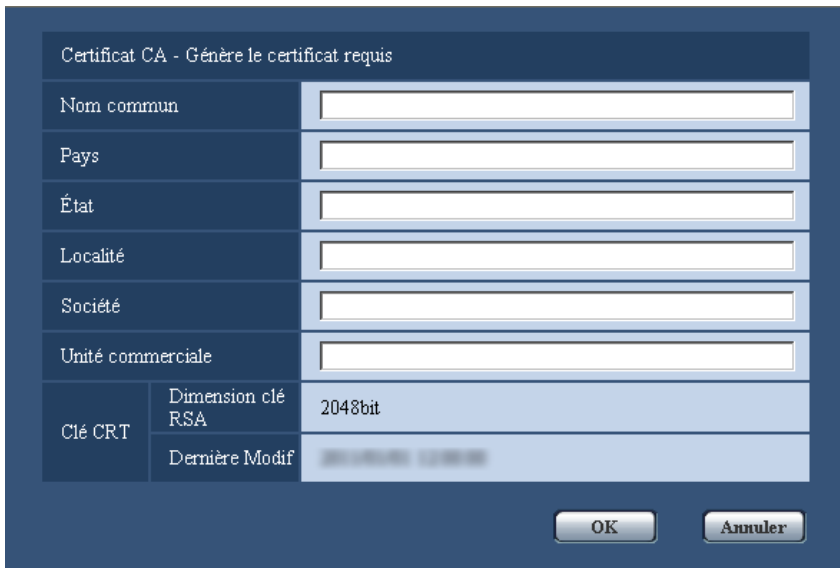 Certificat CA - Génère le certificat requis
Nom commun
Pays
État
Localité
Société
Unité commerciale
Clé CRT
Dimension clé
RSA
2048bit
Dernière Modif
OK
Annuler